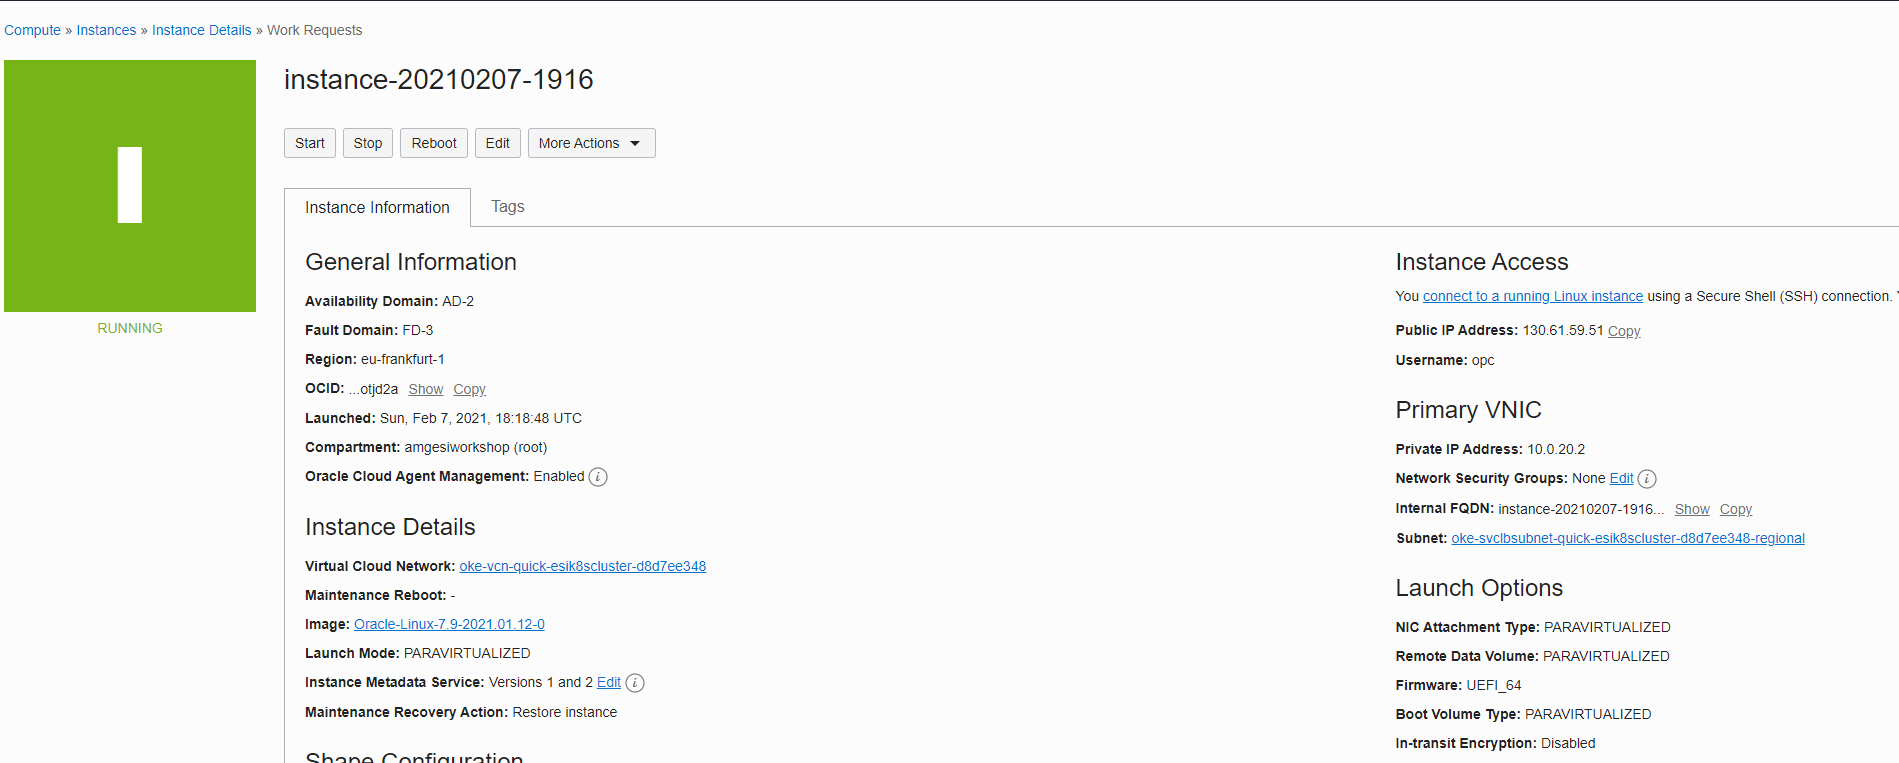 Compute » Instances » Instance Details » Work Requests
I
RUNNING
instance-20210207-1916
Start Stop Reboot Edit More Actions
Instance Information Tags
General Information
Availability Domain: AD-2
Fault Domain: FD-3
Region: eu-frankfurt-1
OCID: ...otjd2a Show Copy
Launched: Sun, Feb 7, 2021, 18:18:48 UTC
Compartment: amgesiworkshop (root)
Oracle Cloud Agent Management: Enabled i
Instance Details
Virtual Cloud Network: oke-vcn-quick-esik8scluster-d8d7ee348
Maintenance Reboot: -
Image: Oracle-Linux-7.9-2021.01.12-0
Launch Mode: PARAVIRTUALIZED
Instance Metadata Service: Versions 1 and 2 Edit i
Maintenance Recovery Action: Restore instance
Shape Configuration
Instance Access
You connect to a running Linux instance using a Secure Shell (SSH) connection.
Public IP Address: 130.61.59.51 Copy
Username: opc
Primary VNIC
Private IP Address: 10.0.20.2
Network Security Groups: None Edit i
Internal FQDN: instance-20210207-1916... Show Copy
Subnet: oke-svclbsubnet-quick-esik8scluster-d8d7ee348-regional
Launch Options
NIC Attachment Type: PARAVIRTUALIZED
Remote Data Volume: PARAVIRTUALIZED
Firmware: UEFI_64
Boot Volume Type: PARAVIRTUALIZED
In-transit Encryption: Disabled